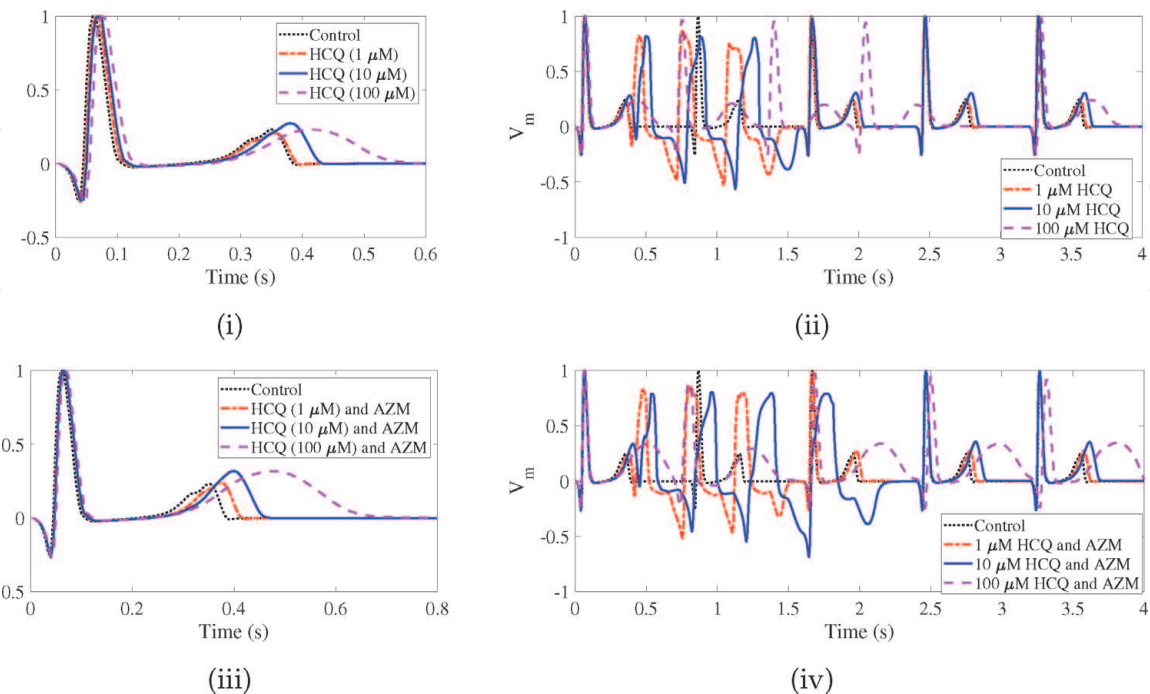 1
0.5
0
-0.5
0
0.1
0.2
0.3
0.4
0.5
0.6
Time (s)
Control
HCQ (1 μM)
HCQ (10 μM)
HCQ (100 μM)
(i)
1
0.5
0
-0.5
-1
V_m
0
0.5
1
1.5
2
2.5
3
3.5
4
Time (s)
Control
1 μM HCQ
10 μM HCQ
100 μM HCQ
(ii)
1
0.5
0
0.5
0
0.2
0.4
0.6
0.8
Time (s)
Control
HCQ (1 μM) and AZM
HCQ (10 μM) and AZM
HCQ (100 μM) and AZM
(iii)
1
0.5
0
-0.5
-1
V_m
0
0.5
1
1.5
2
2.5
3
3.5
4
Time (s)
Control
1 μM HCQ and AZM
10 μM HCQ and AZM
100 μM HCQ and AZM
(iv)